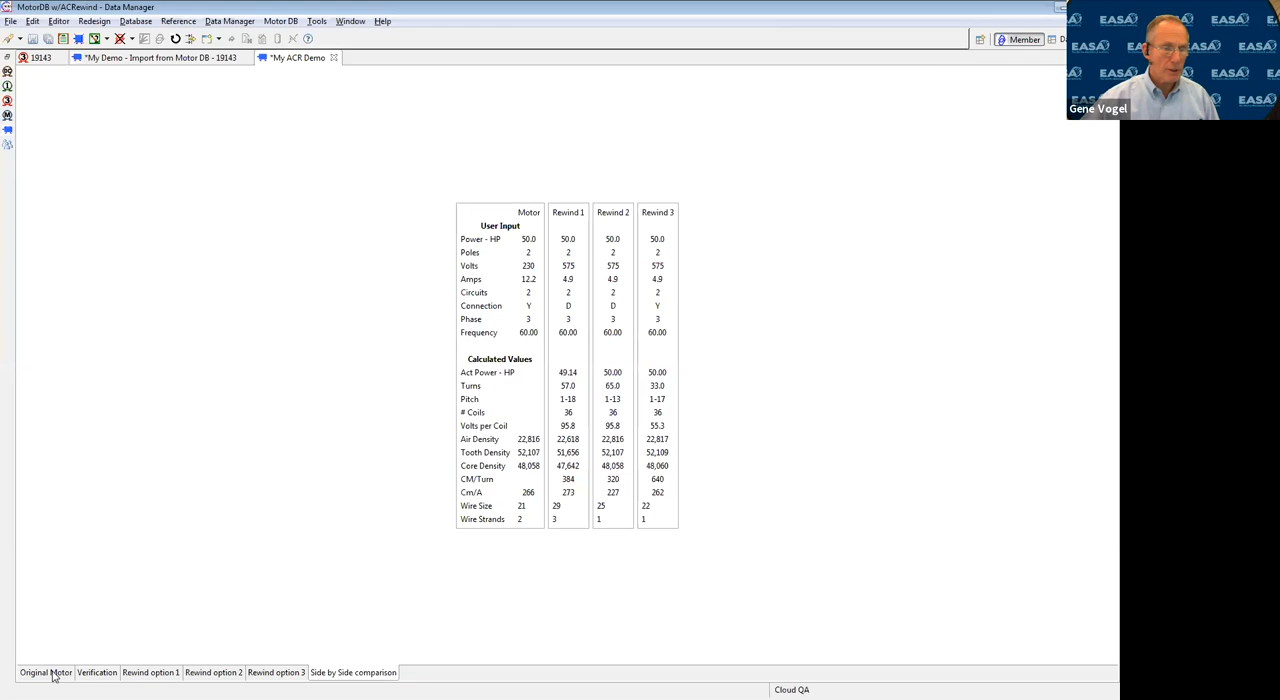 MotorDB w/ACRewind - Data Manager
File Edit Editor Redesign Database Reference Data Manager Motor DB Tools Window Help
Member
19143 *My Demo - Import from Motor DB - 19143 *My ACR Demo
EASA EASA EASA
EASA EASA
EASA EASA
EASA
Gene Vogel
Motor Rewind 1 Rewind 2 Rewind 3
User Input
Power - HP 50.0 50.0 50.0 50.0
Poles 2 2 2 2
Volts 230 575 575 575
Amps 12.2 4.9 4.9 4.9
Circuits 2 2 2 2
Connection Y D D Y
Phase 3 3 3 3
Frequency 60.00 60.00 60.00 60.00
Calculated Values
Act Power - HP 49.14 50.00 50.00
Turns 57.0 65.0 33.0
Pitch 1-18 1-13 1-17
# Coils 36 36 36
Volts per Coil 95.8 95.8 55.3
Air Density 22,816 22,618 22,816 22,817
Tooth Density 52,107 51,656 52,107 52,109
Core Density 48,058 47,642 48,058 48,060
CM/Turn 384 320 640
Cm/A 266 273 227 262
Wire Size 21 29 25 22
Wire Strands 2 3 1 1
Original Motor Verification Rewind option 1 Rewind option 2 Rewind option 3 Side by Side comparison
Cloud QA